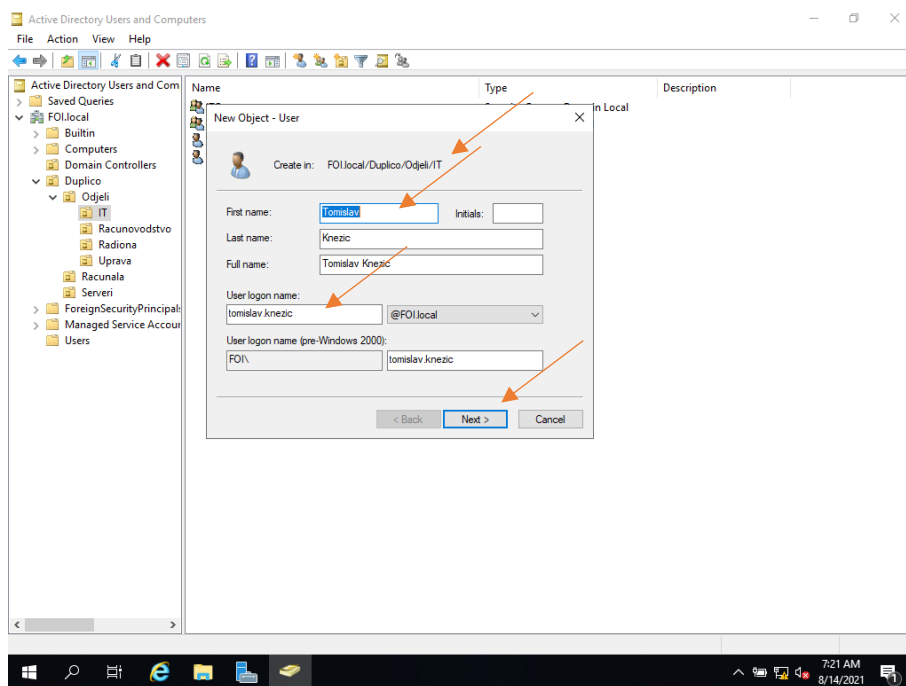 Active Directory Users and Computers
File Action View Help
Active Directory Users and Com
Saved Queries
FOI.local
Builtin
Computers
Domain Controllers
Duplico
Odjeli
IT
Racunovodstvo
Radiona
Uprava
Racunala
Serveri
ForeignSecurityPrincipals
Managed Service Accour
Users
Name Type Description
in Local
New Object - User
Create in: FOI.local/Duplico/Odjeli/IT
First name: Tomislav Initials:
Last name: Knezic
Full name: Tomislav Knezic
User logon name:
tomislav.knezic @FOI.local
User logon name (pre-Windows 2000):
FOI\ tomislav.knezic
< Back Next > Cancel
7:21 AM
8/14/2021
1